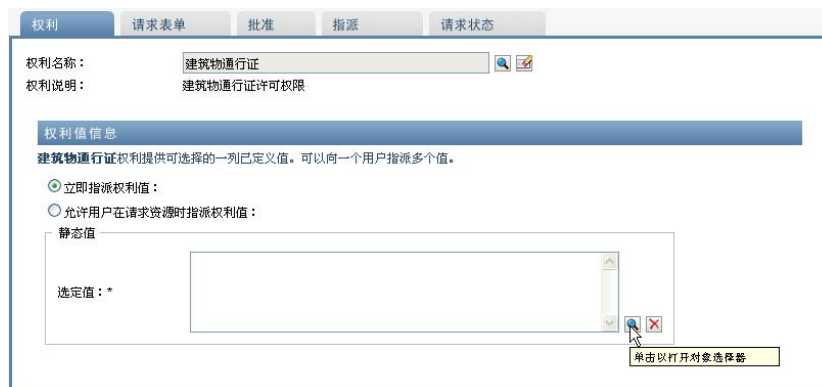 权利 请求表单 批准 指派 请求状态
权利名称： 建筑物通行证
权利说明： 建筑物通行证许可权限
权利值信息
建筑物通行证权利提供可选择的一列已定义值。可以向一个用户指派多个值。
立即指派权利值：
允许用户在请求资源时指派权利值：
静态值
选定值：*
单击以打开对象选择器